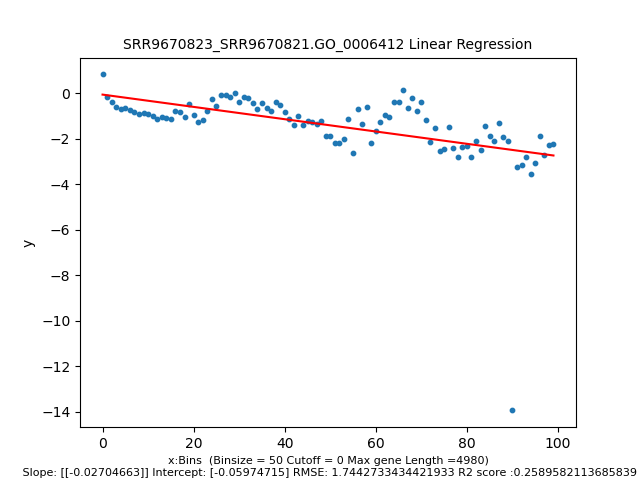 SRR9670823_SRR9670821.GO_0006412 Linear Regression
0
−2
−4
−6
−8
−10
−12
−14
y
0 20 40 60 80 100
x:Bins (Binsize = 50 Cutoff = 0 Max gene Length =4980)
Slope: [[-0.02704663]] Intercept: [-0.05974715] RMSE: 1.7442733434421933 R2 score :0.2589582113685839